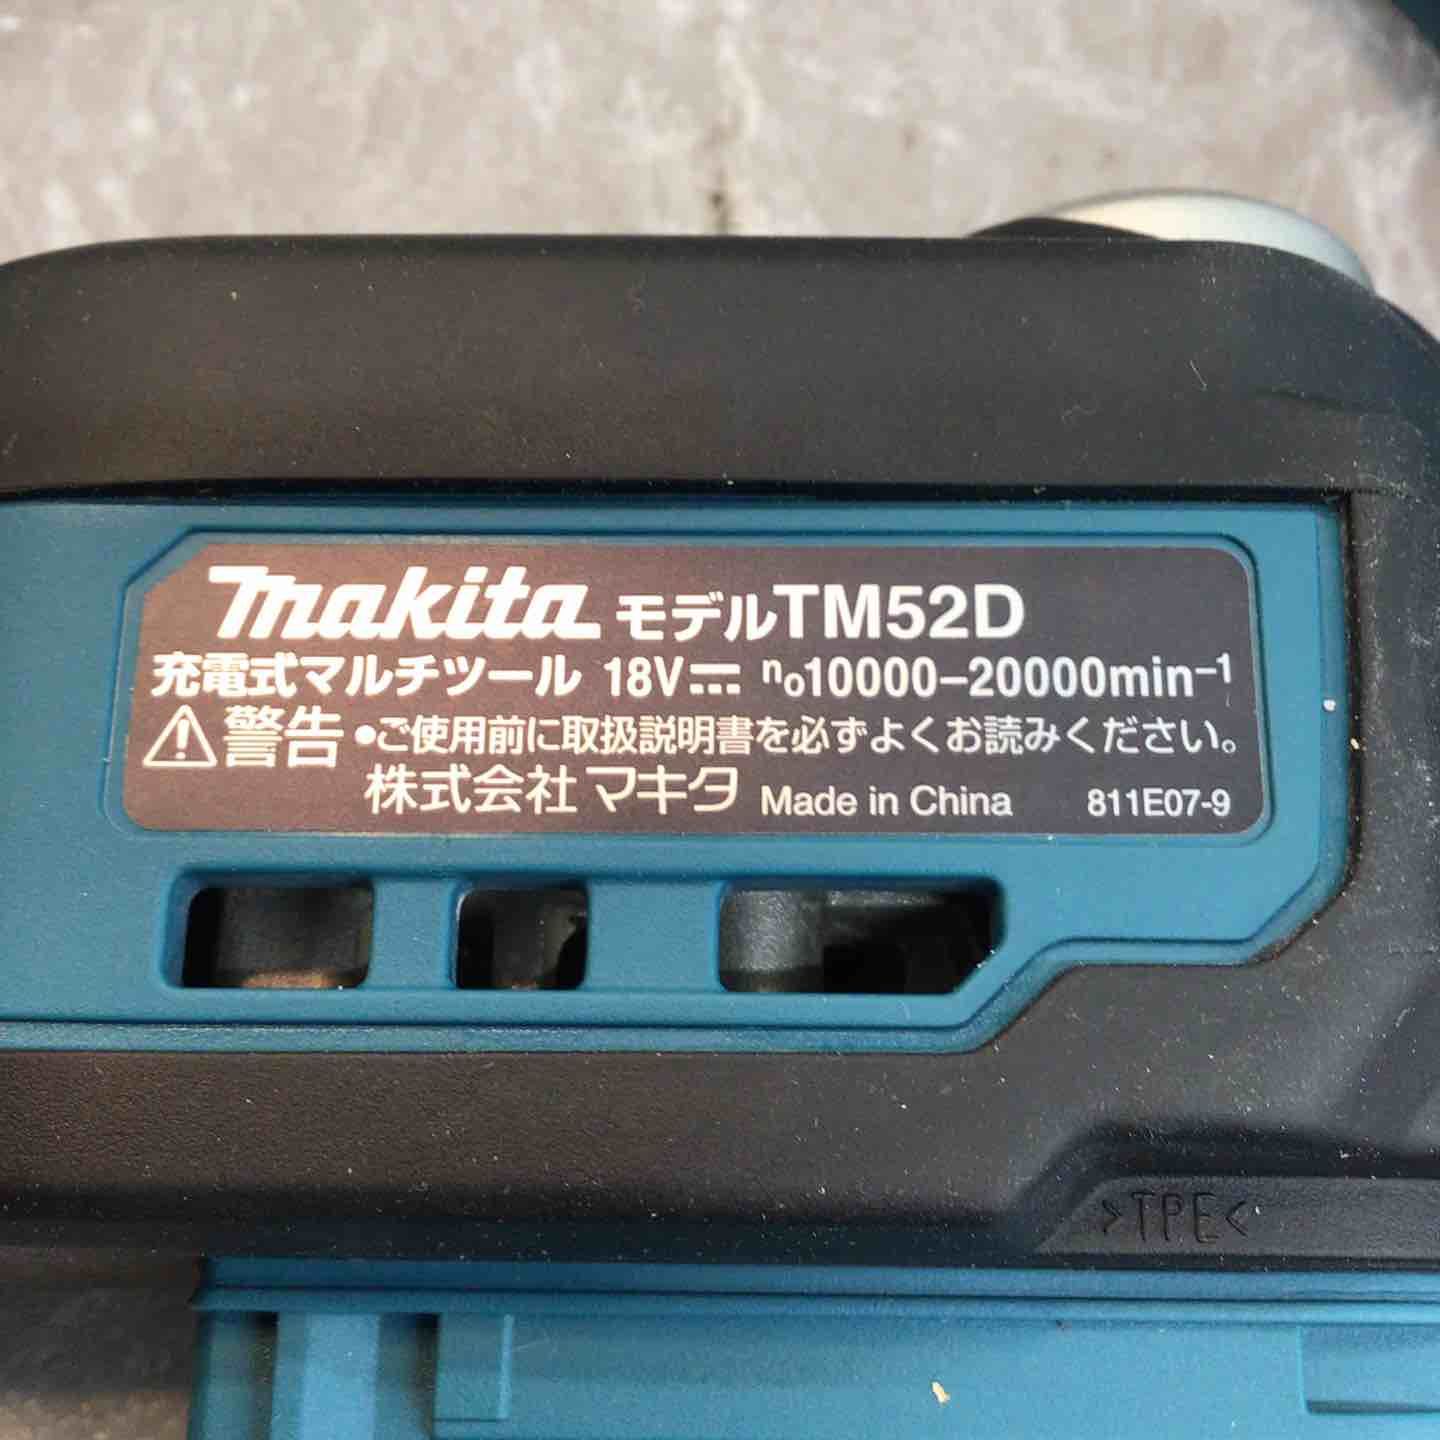 makita モデルTM52D
充電式マルチツール 18V⎓ n₀10000–20000min⁻¹
⚠警告 •ご使用前に取扱説明書を必ずよくお読みください。
株式会社マキタ Made in China 811E07-9
>TPE<